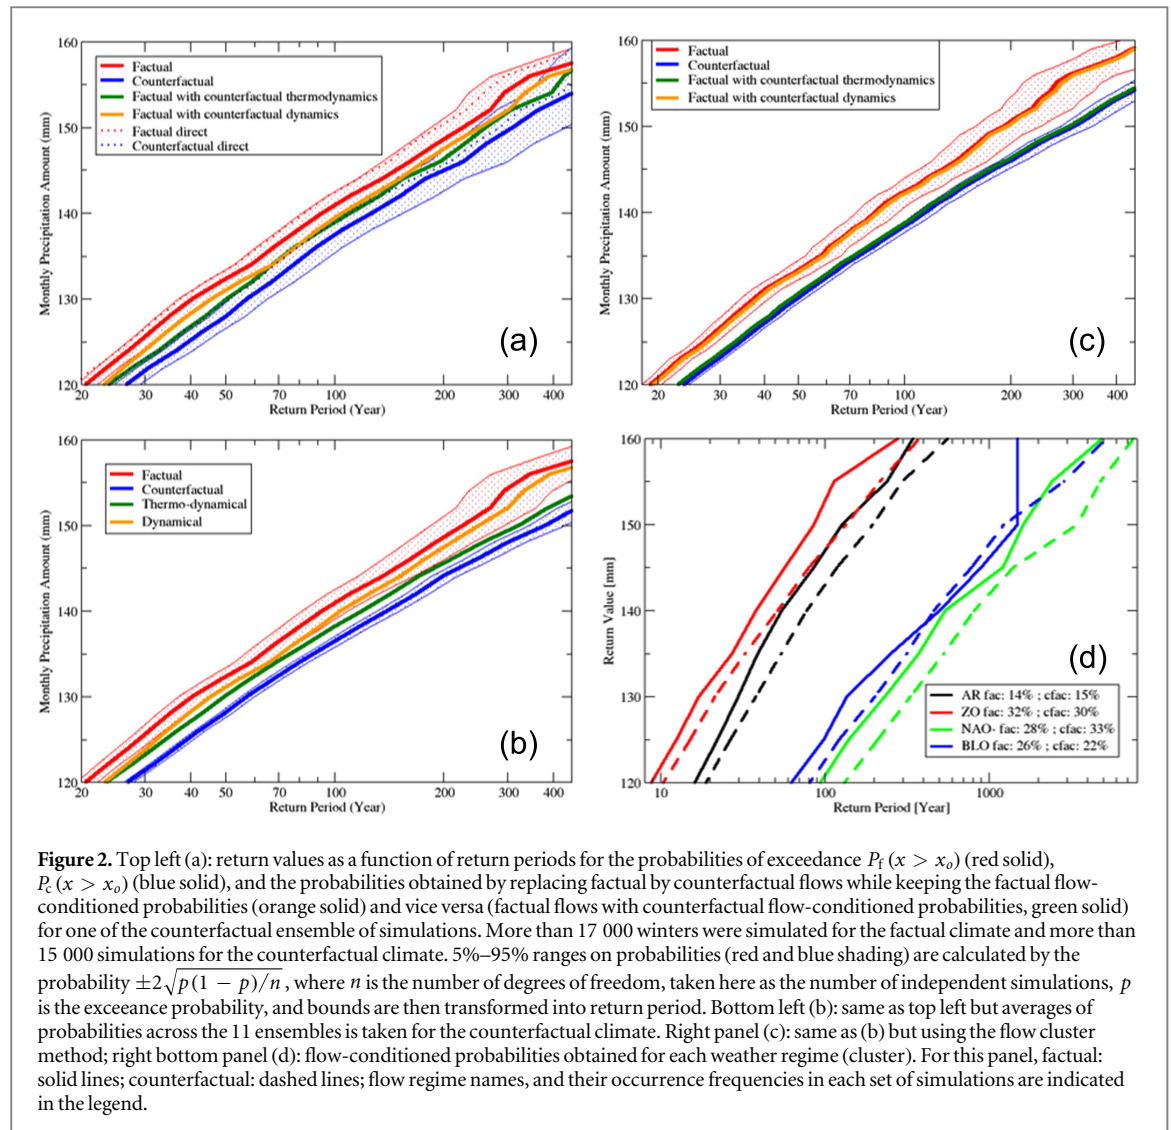 160
150
140
130
120
Monthly Precipitation Amount (mm)
Factual
Counterfactual
Factual with counterfactual thermodynamics
Factual with counterfactual dynamics
Factual direct
Counterfactual direct
(a)
20 30 40 50 70 100 200 300 400
Return Period (Year)
160
150
140
130
120
Monthly Precipitation Amount (mm)
Factual
Counterfactual
Factual with counterfactual thermodynamics
Factual with counterfactual dynamics
(c)
20 30 40 50 70 100 200 300 400
Return Period (Year)
160
150
140
130
120
Monthly Precipitation Amount (mm)
Factual
Counterfactual
Thermo-dynamical
Dynamical
(b)
20 30 40 50 70 100 200 300 400
Return Period (Year)
160
150
140
130
120
Return Value [mm]
(d)
AR fac: 14% ; cfac: 15%
ZO fac: 32% ; cfac: 30%
NAO- fac: 28% ; cfac: 33%
BLO fac: 26% ; cfac: 22%
10 100 1000
Return Period [Year]
Figure 2. Top left (a): return values as a function of return periods for the probabilities of exceedance P_f (x > x_o) (red solid),
P_c (x > x_o) (blue solid), and the probabilities obtained by replacing factual by counterfactual flows while keeping the factual flow-
conditioned probabilities (orange solid) and vice versa (factual flows with counterfactual flow-conditioned probabilities, green solid)
for one of the counterfactual ensemble of simulations. More than 17 000 winters were simulated for the factual climate and more than
15 000 simulations for the counterfactual climate. 5%–95% ranges on probabilities (red and blue shading) are calculated by the
probability ±2√(p(1 − p)/n), where n is the number of degrees of freedom, taken here as the number of independent simulations, p
is the exceeance probability, and bounds are then transformed into return period. Bottom left (b): same as top left but averages of
probabilities across the 11 ensembles is taken for the counterfactual climate. Right panel (c): same as (b) but using the flow cluster
method; right bottom panel (d): flow-conditioned probabilities obtained for each weather regime (cluster). For this panel, factual:
solid lines; counterfactual: dashed lines; flow regime names, and their occurrence frequencies in each set of simulations are indicated
in the legend.